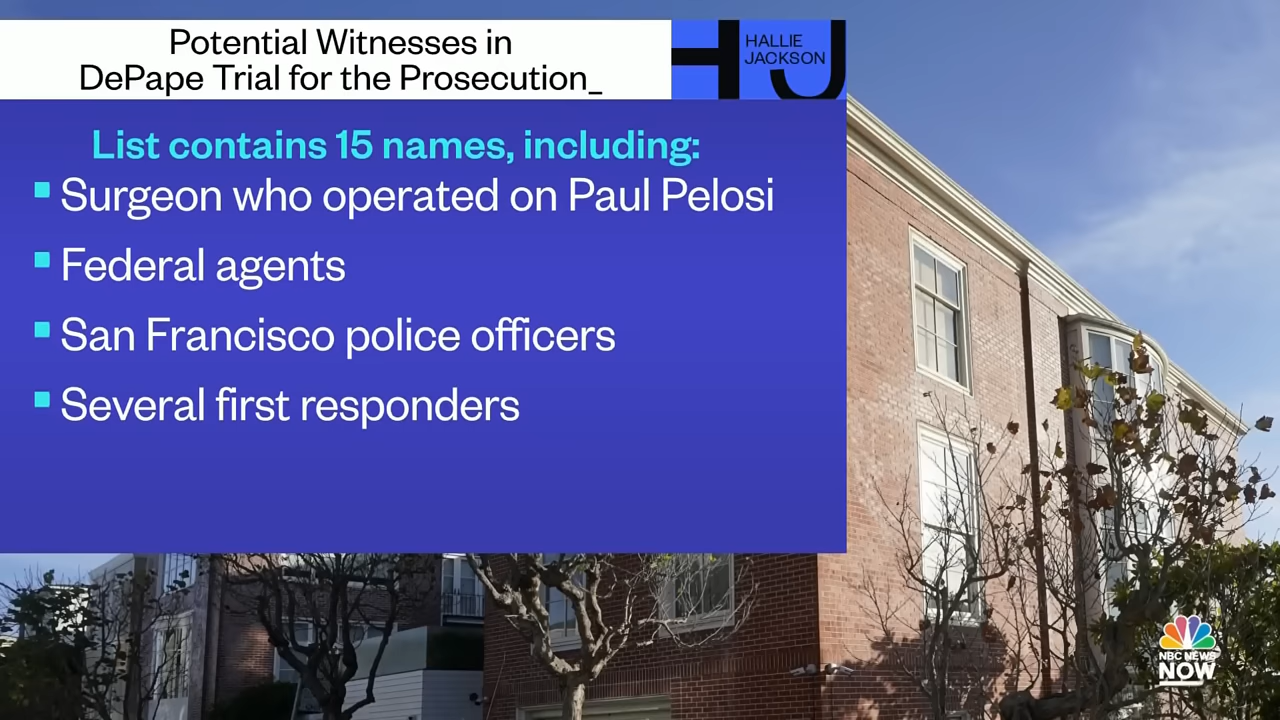 Potential Witnesses in
DePape Trial for the Prosecution_
HALLIE
JACKSON
List contains 15 names, including:
Surgeon who operated on Paul Pelosi
Federal agents
San Francisco police officers
Several first responders
NBC NEWS
NOW